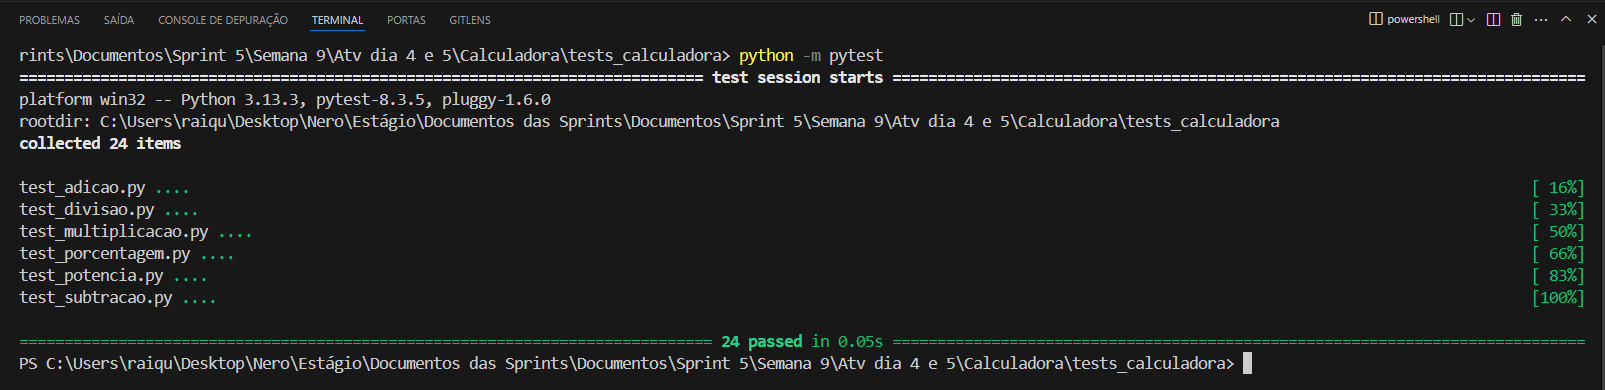 PROBLEMAS SAÍDA CONSOLE DE DEPURAÇÃO TERMINAL PORTAS GITLENS powershell
rints\Documentos\Sprint 5\Semana 9\Atv dia 4 e 5\Calculadora\tests_calculadora> python -m pytest
============================================================================ test session starts =============================================================================
platform win32 -- Python 3.13.3, pytest-8.3.5, pluggy-1.6.0
rootdir: C:\Users\raiqu\Desktop\Nero\Estágio\Documentos das Sprints\Documentos\Sprint 5\Semana 9\Atv dia 4 e 5\Calculadora\tests_calculadora
collected 24 items
test_adicao.py .... [ 16%]
test_divisao.py .... [ 33%]
test_multiplicacao.py .... [ 50%]
test_porcentagem.py .... [ 66%]
test_potencia.py .... [ 83%]
test_subtracao.py .... [100%]
============================================================================= 24 passed in 0.05s =============================================================================
PS C:\Users\raiqu\Desktop\Nero\Estágio\Documentos das Sprints\Documentos\Sprint 5\Semana 9\Atv dia 4 e 5\Calculadora\tests_calculadora>